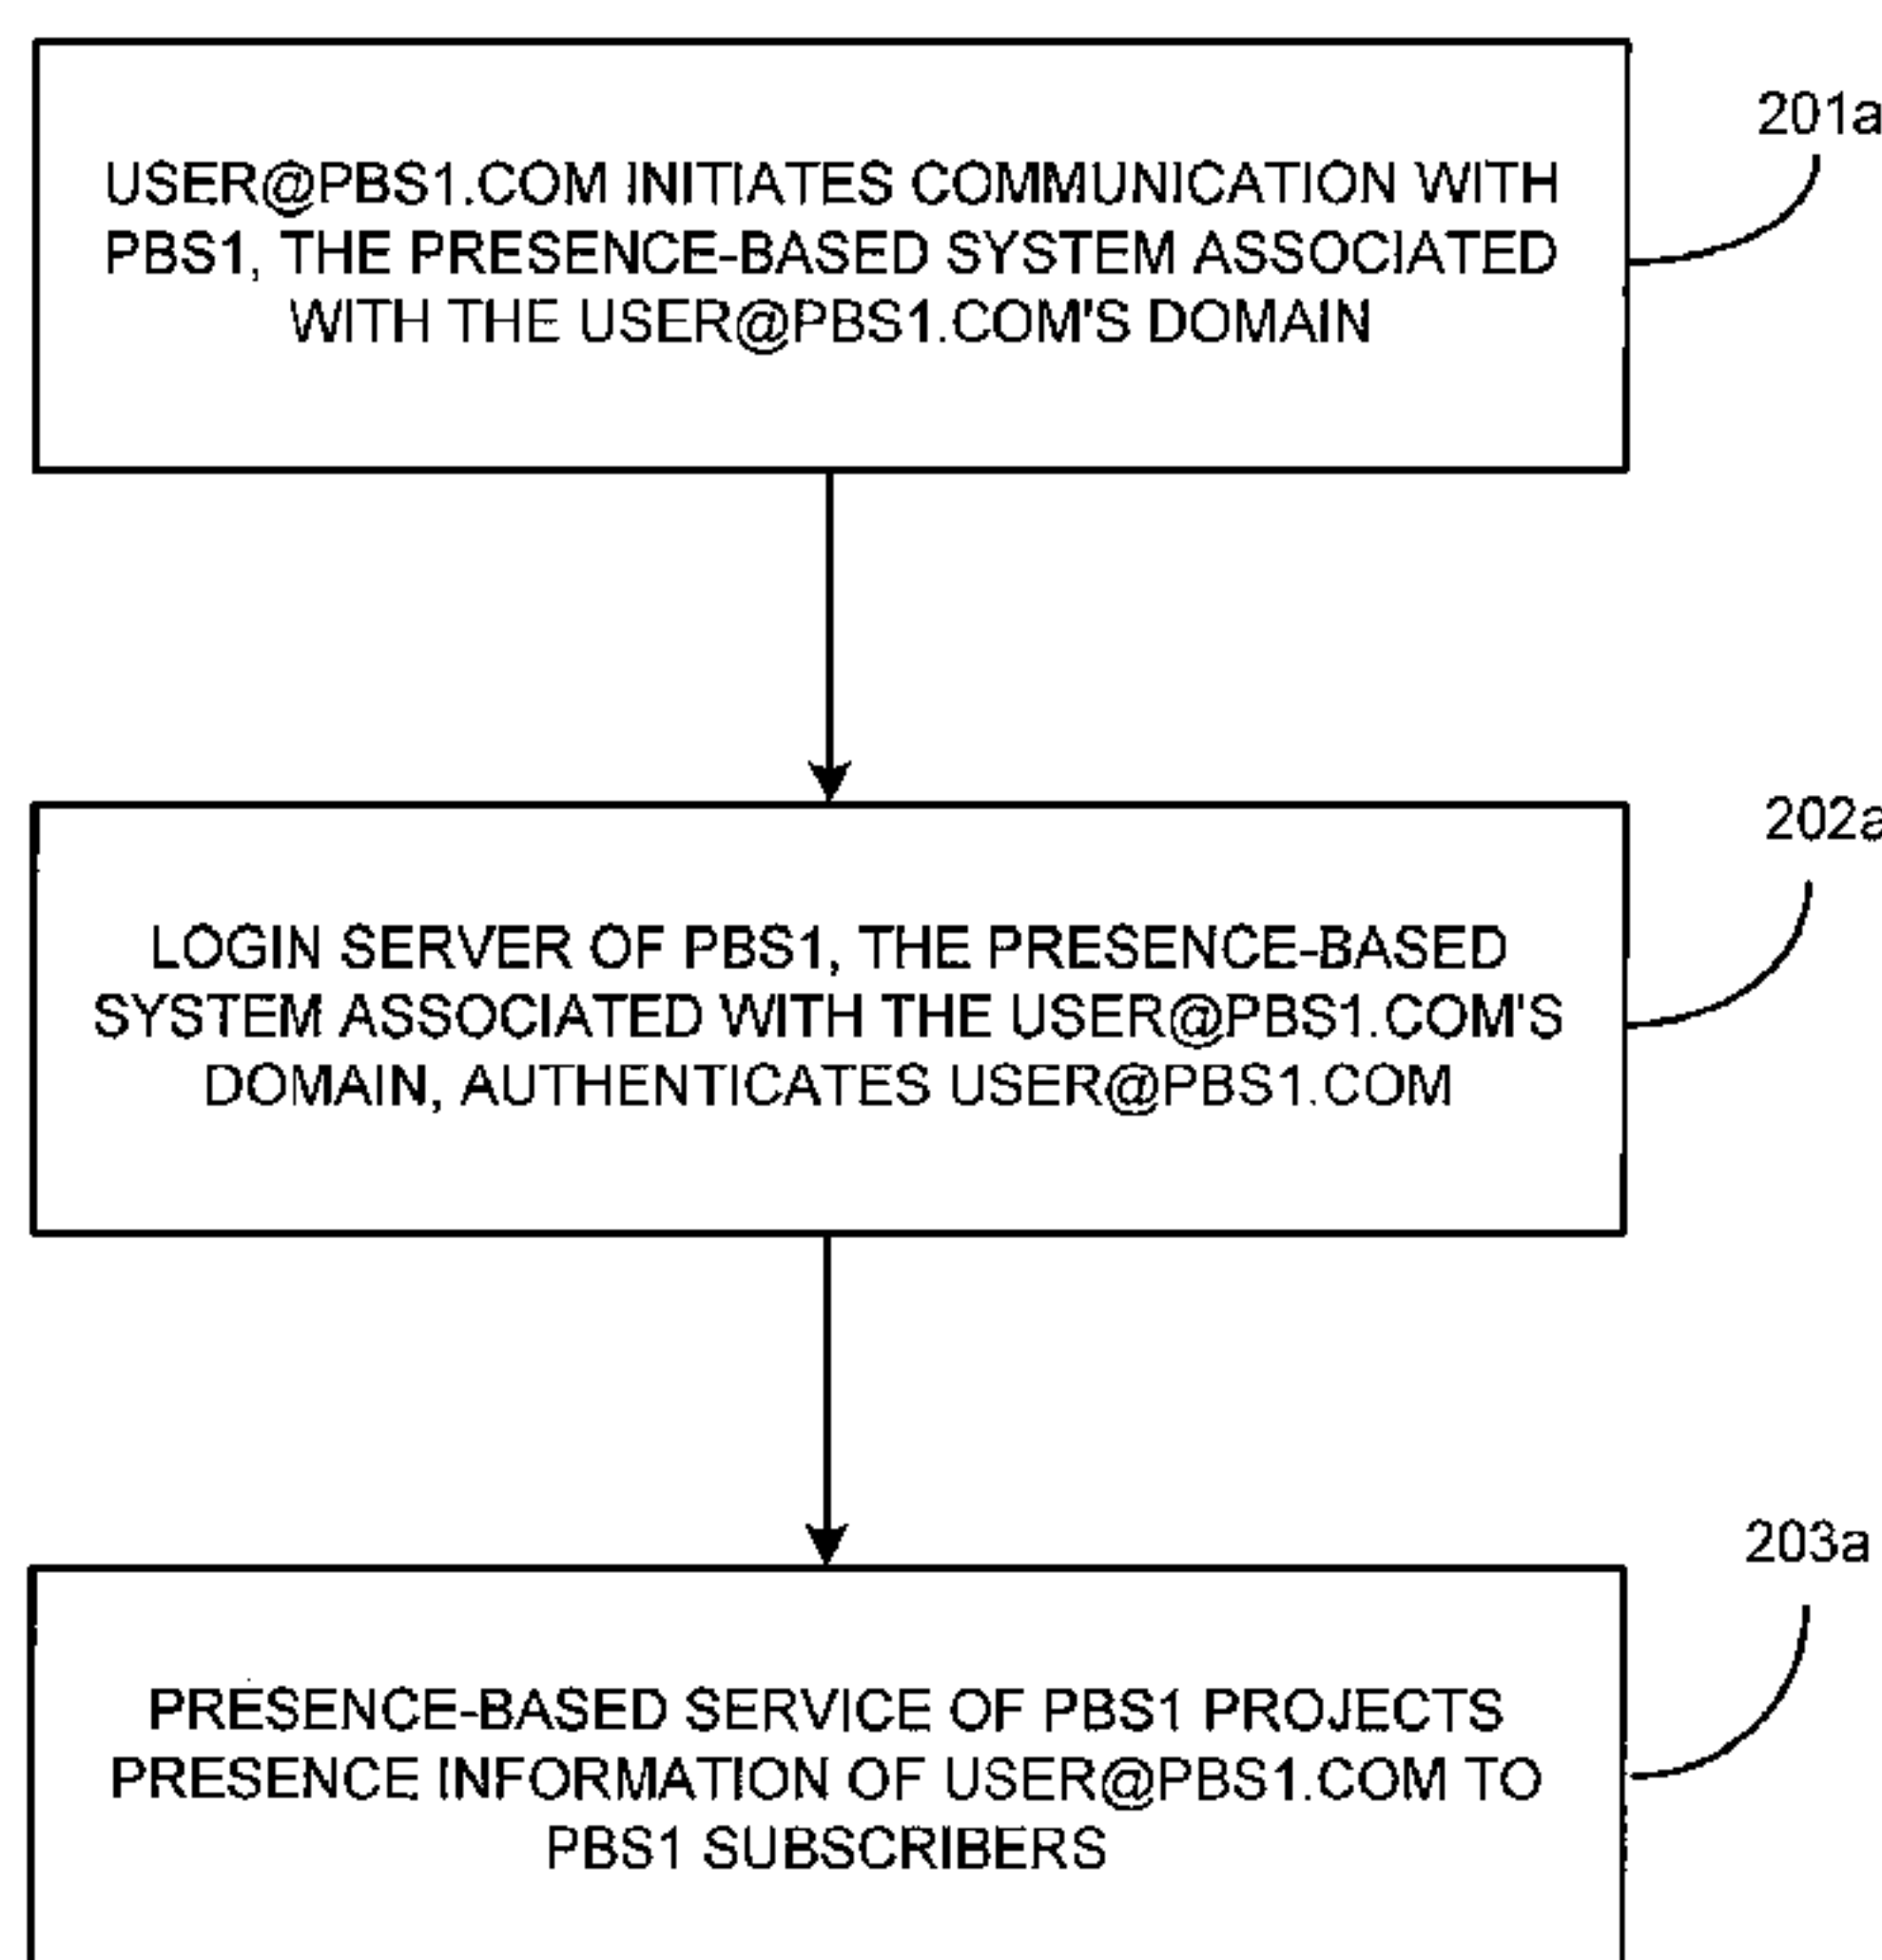 201a
USER@PBS1.COM INITIATES COMMUNICATION WITH
PBS1, THE PRESENCE-BASED SYSTEM ASSOCIATED
WITH THE USER@PBS1.COM'S DOMAIN
202a
LOGIN SERVER OF PBS1, THE PRESENCE-BASED
SYSTEM ASSOCIATED WITH THE USER@PBS1.COM'S
DOMAIN, AUTHENTICATES USER@PBS1.COM
203a
PRESENCE-BASED SERVICE OF PBS1 PROJECTS
PRESENCE INFORMATION OF USER@PBS1.COM TO
PBS1 SUBSCRIBERS